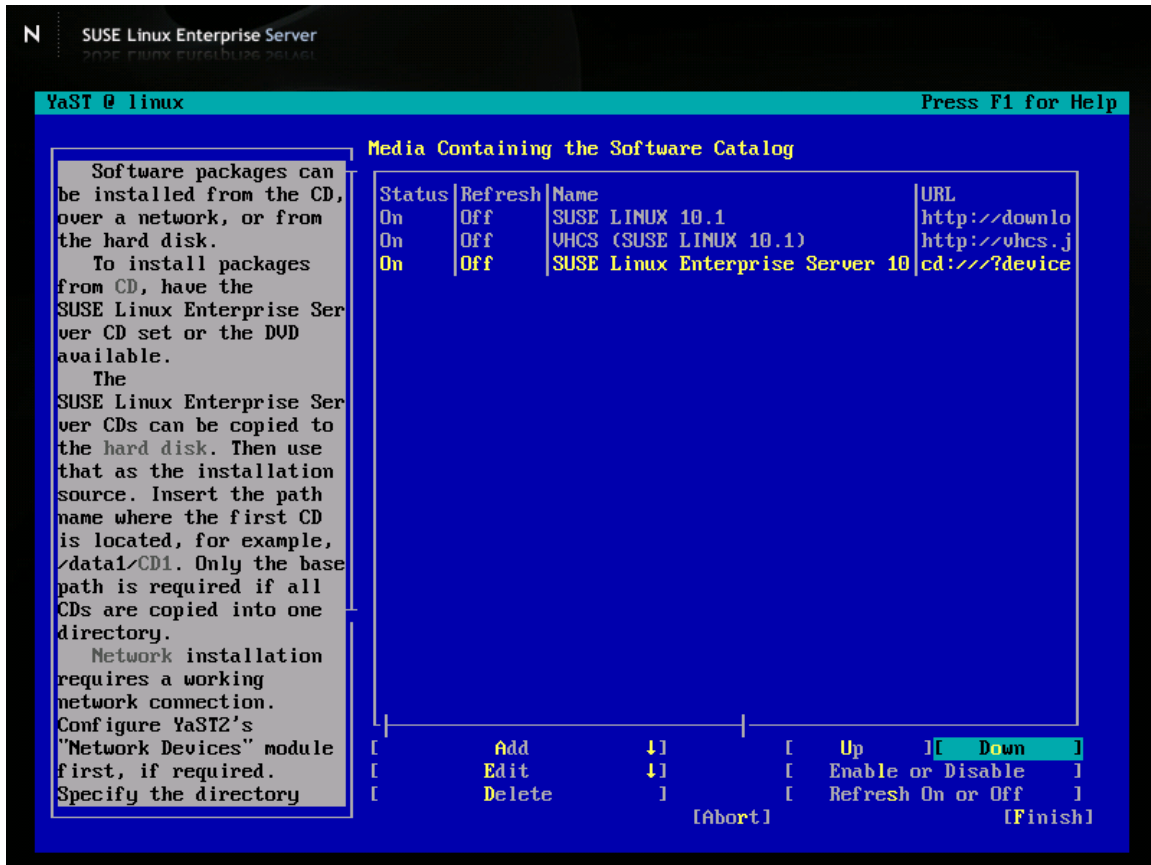 N SUSE Linux Enterprise Server
YaST @ linux Press F1 for Help
Software packages can
be installed from the CD,
over a network, or from
the hard disk.
To install packages
from CD, have the
SUSE Linux Enterprise Ser
ver CD set or the DVD
available.
The
SUSE Linux Enterprise Ser
ver CDs can be copied to
the hard disk. Then use
that as the installation
source. Insert the path
name where the first CD
is located, for example,
/data1/CD1. Only the base
path is required if all
CDs are copied into one
directory.
Network installation
requires a working
network connection.
Configure YaST2's
"Network Devices" module
first, if required.
Specify the directory
Media Containing the Software Catalog
Status|Refresh|Name |URL
On |Off |SUSE LINUX 10.1 |http://downlo
On |Off |VHCS (SUSE LINUX 10.1) |http://vhcs.j
On |Off |SUSE Linux Enterprise Server 10|cd:///?device
[ Add ↓] [ Up ][ Down ]
[ Edit ↓] [ Enable or Disable ]
[ Delete ] [ Refresh On or Off ]
[Abort] [Finish]